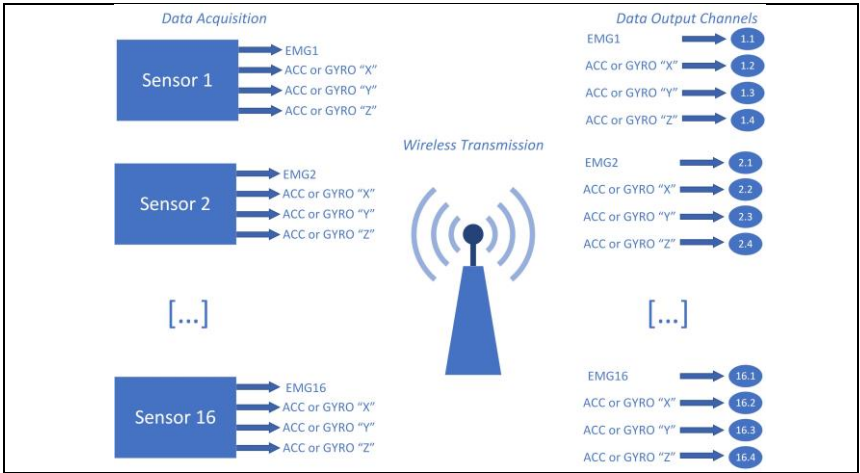 Data Acquisition
Sensor 1
EMG1
ACC or GYRO “X”
ACC or GYRO “Y”
ACC or GYRO “Z”
Sensor 2
EMG2
ACC or GYRO “X”
ACC or GYRO “Y”
ACC or GYRO “Z”
[...]
Sensor 16
EMG16
ACC or GYRO “X”
ACC or GYRO “Y”
ACC or GYRO “Z”
Wireless Transmission
Data Output Channels
EMG1 1.1
ACC or GYRO “X” 1.2
ACC or GYRO “Y” 1.3
ACC or GYRO “Z” 1.4
EMG2 2.1
ACC or GYRO “X” 2.2
ACC or GYRO “Y” 2.3
ACC or GYRO “Z” 2.4
[...]
EMG16 16.1
ACC or GYRO “X” 16.2
ACC or GYRO “Y” 16.3
ACC or GYRO “Z” 16.4